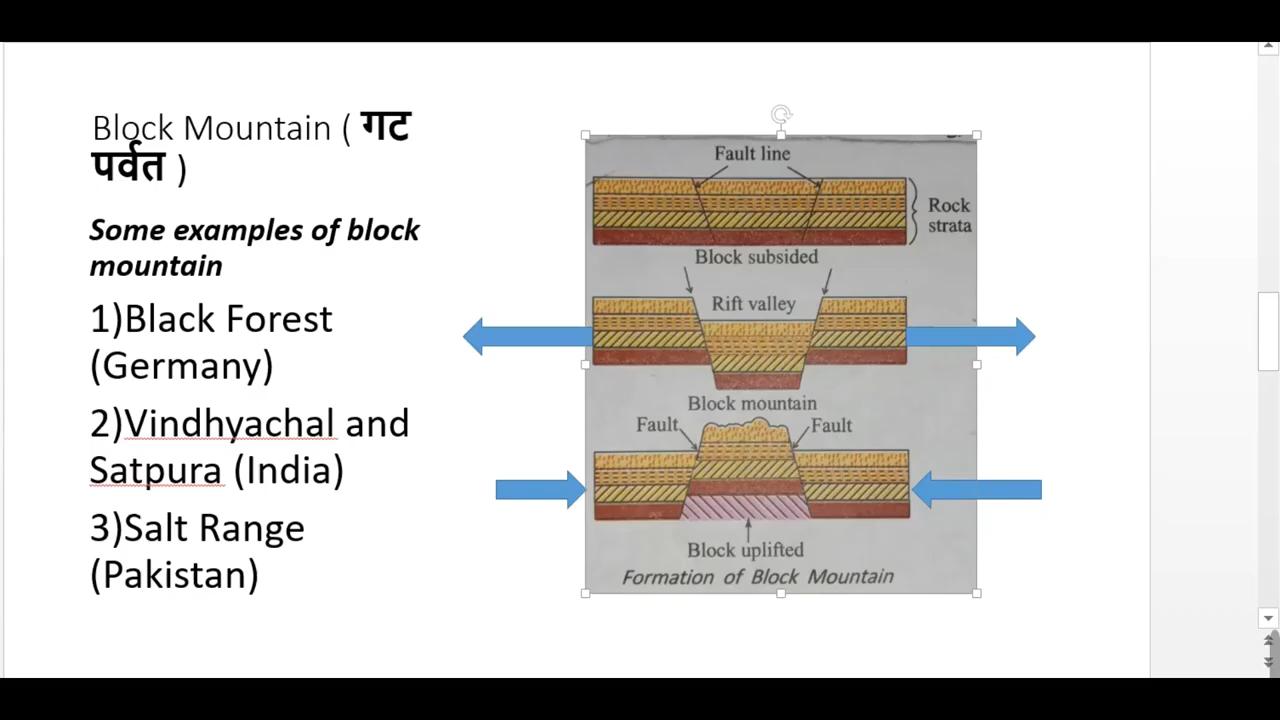 Block Mountain ( गट
पर्वत )
Some examples of block
mountain
1)Black Forest
(Germany)
2)Vindhyachal and
Satpura (India)
3)Salt Range
(Pakistan)
Fault line
Rock
strata
Block subsided
Rift valley
Block mountain
Fault
Fault
Block uplifted
Formation of Block Mountain